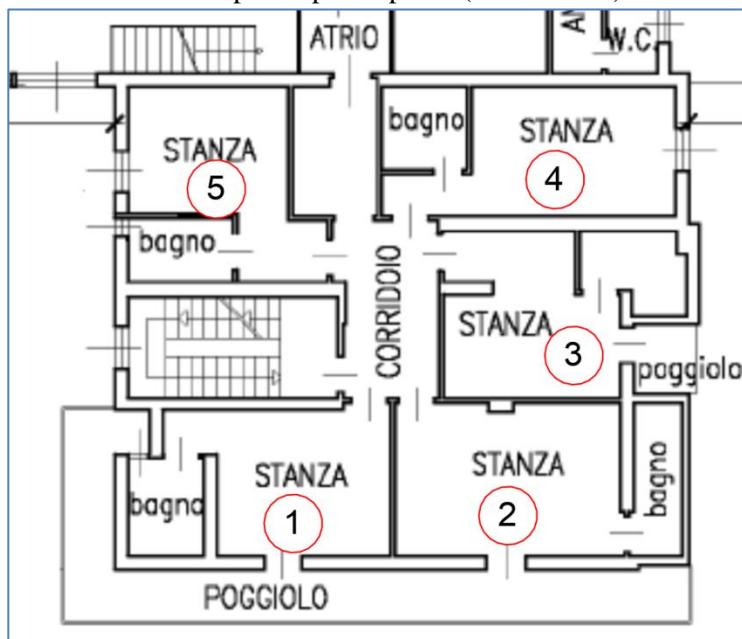 ATRIO
W.C.
bagno
STANZA
5
STANZA
4
bagno
CORRIDOIO
STANZA
3
poggiolo
STANZA
1
STANZA
2
bagno
bagno
POGGIOLO